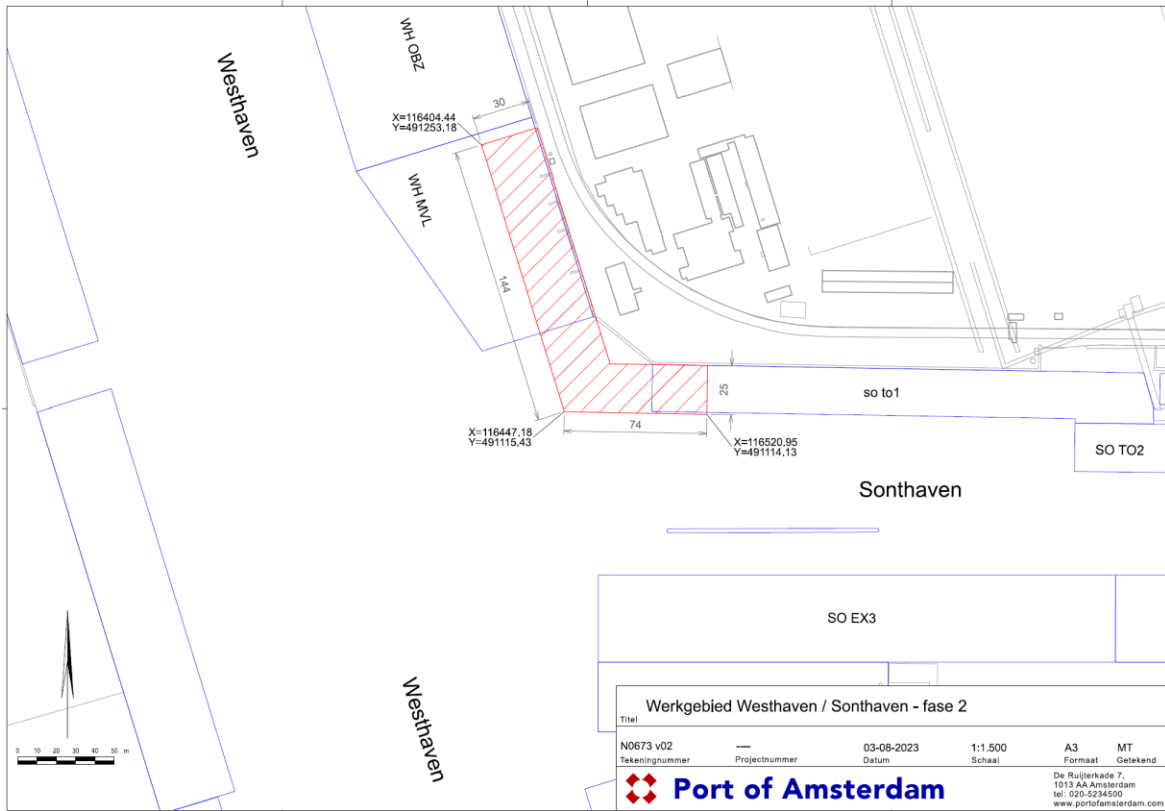 Westhaven
WH OBZ
30
X=116404.44
Y=491253,18
WH MVL
144
25
so to1
74
X=116447,18
Y=491115,43
X=116520,95
Y=491114,13
SO TO2
Sonthaven
SO EX3
Westhaven
0 10 20 30 40 50 m
Werkgebied Westhaven / Sonthaven - fase 2
Titel
N0673 v02 ---- 03-08-2023 1:1.500 A3 MT
Tekeningnummer Projectnummer Datum Schaal Formaat Getekend
Port of Amsterdam
De Ruijterkade 7,
1013 AA Amsterdam
tel: 020-5234500
www.portofamsterdam.com